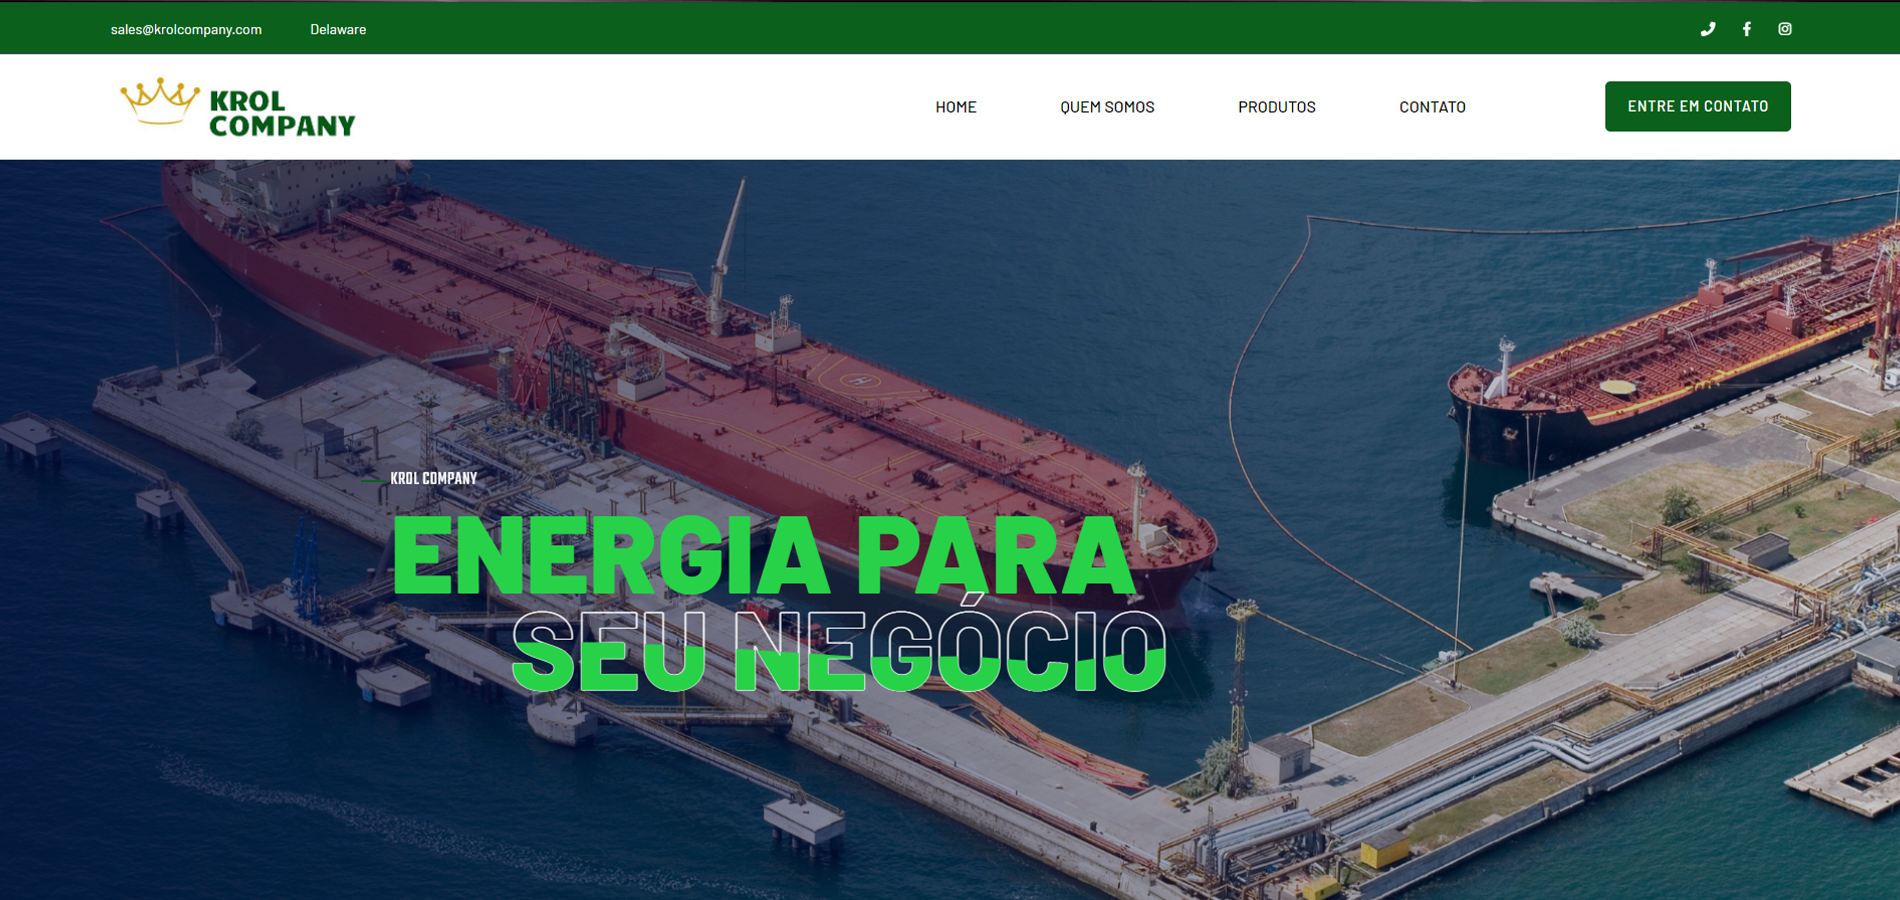 sales@krolcompany.com
Delaware
KROL
COMPANY
HOME
QUEM SOMOS
PRODUTOS
CONTATO
ENTRE EM CONTATO
KROL COMPANY
ENERGIA PARA
SEU NEGÓCIO